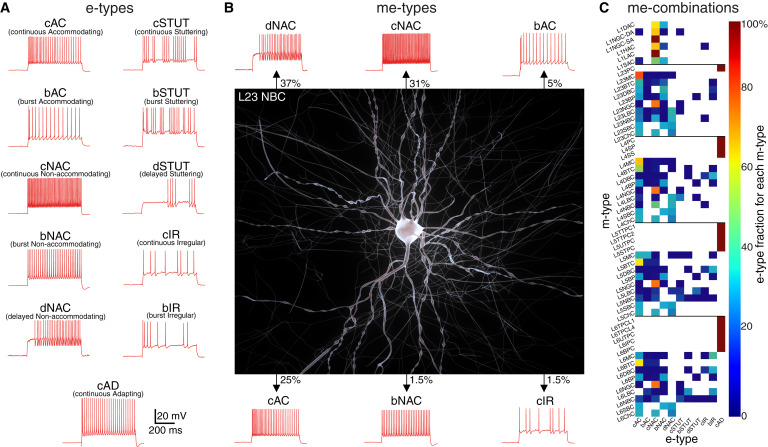 A
e-types
cAC
(continuous Accommodating)
cSTUT
(continuous Stuttering)
bAC
(burst Accommodating)
bSTUT
(burst Stuttering)
cNAC
(continuous Non-accommodating)
dSTUT
(delayed Stuttering)
bNAC
(burst Non-accommodating)
cIR
(continuous Irregular)
dNAC
(delayed Non-accommodating)
bIR
(burst Irregular)
cAD
(continuous Adapting)
20 mV
200 ms
B
me-types
dNAC
cNAC
bAC
37%
31%
5%
L23 NBC
25%
1.5%
1.5%
cAC
bNAC
cIR
C
me-combinations
m-type
L1DAC
L1NGC-DA
L1NGC-SA
L1HAC
L1LAC
L1SAC
L23PC
L23MC
L23BTC
L23DBC
L23BP
L23NGC
L23LBC
L23NBC
L23SBC
L23ChC
L4PC
L4SP
L4SS
L4MC
L4BTC
L4DBC
L4BP
L4NGC
L4LBC
L4NBC
L4SBC
L4ChC
L5TTPC1
L5TTPC2
L5UTPC
L5STPC
L5MC
L5BTC
L5DBC
L5BP
L5NGC
L5LBC
L5NBC
L5SBC
L5ChC
L6TPCL1
L6TPCL4
L6UTPC
L6IPC
L6BPC
L6MC
L6BTC
L6DBC
L6BP
L6NGC
L6LBC
L6NBC
L6SBC
L6ChC
cAC
bAC
cNAC
bNAC
dNAC
cSTUT
bSTUT
dSTUT
cIR
bIR
cAD
e-type
100%
80
60
40
20
0
e-type fraction for each m-type